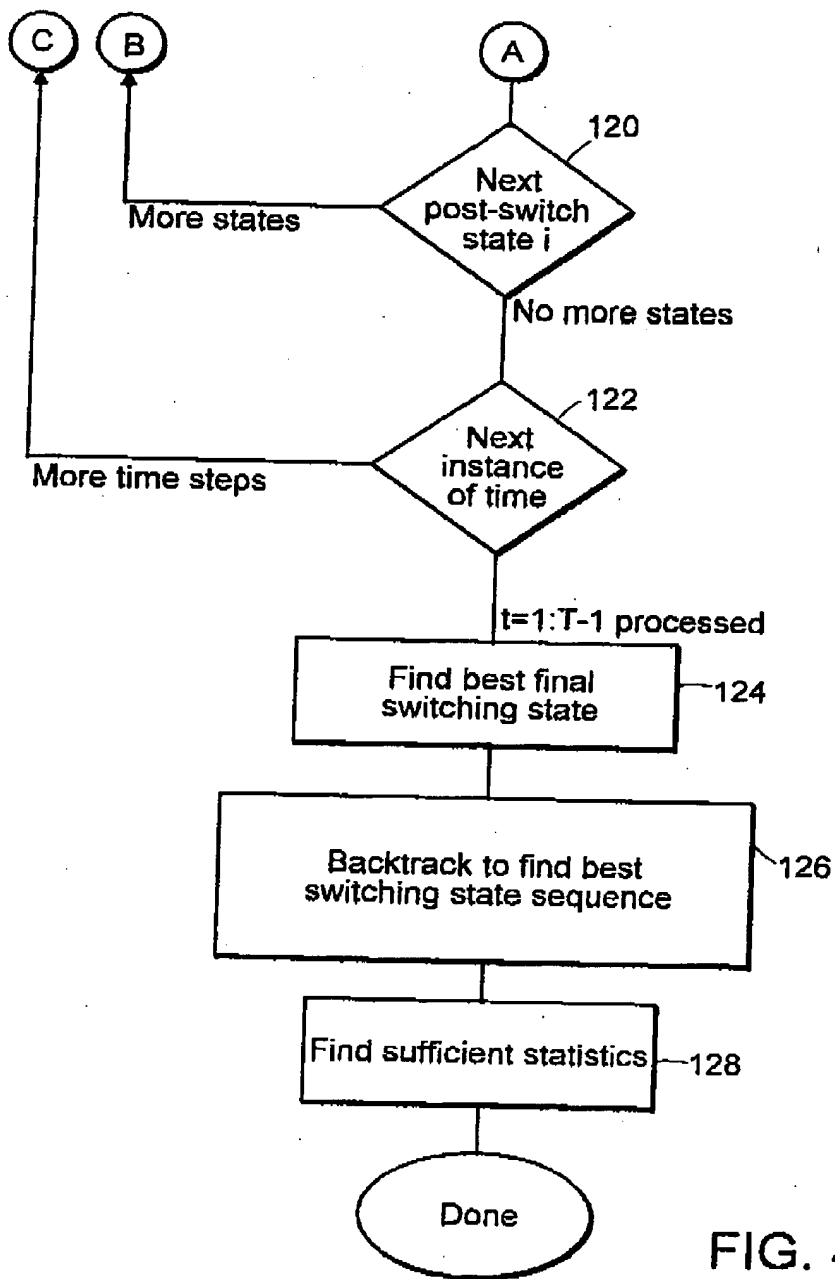 C
B
A
120
Next
post-switch
state i
More states
No more states
122
Next
instance
of time
More time steps
t=1:T-1 processed
Find best final
switching state
124
Backtrack to find best
switching state sequence
126
Find sufficient statistics
128
Done
FIG.